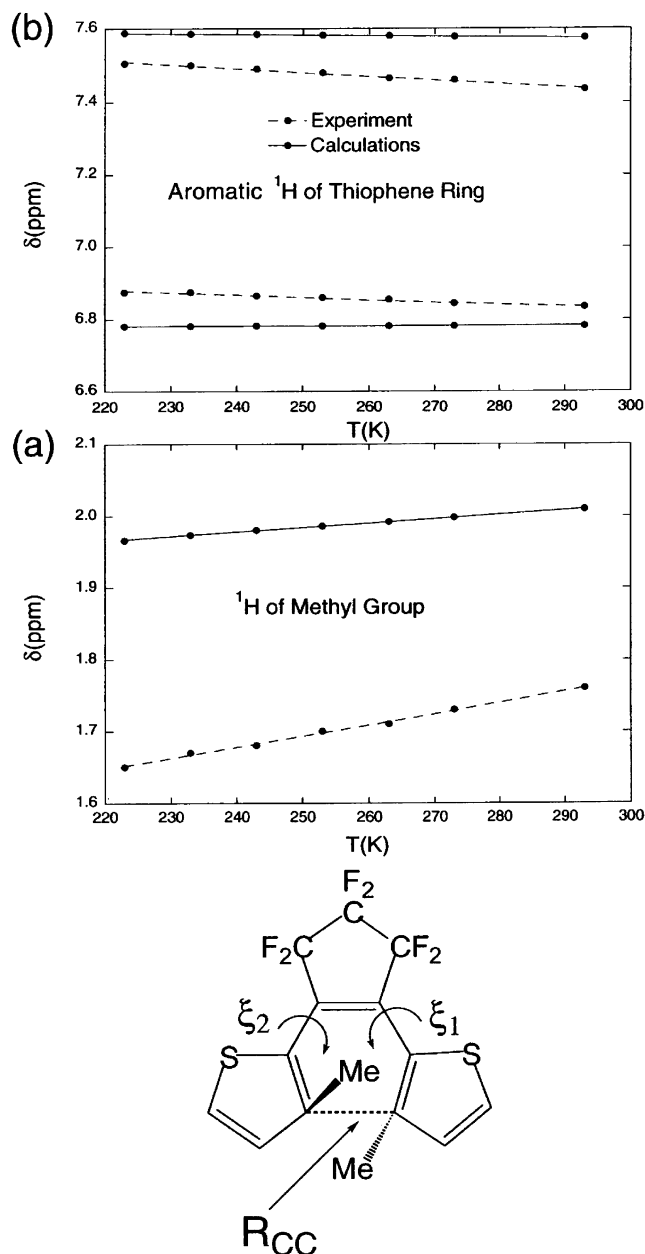 (b)
7.6
7.4
7.2
7.0
6.8
6.6
δ(ppm)
Experiment
Calculations
Aromatic ¹H of Thiophene Ring
220 230 240 250 260 270 280 290 300
T(K)
(a)
2.1
2.0
1.9
1.8
1.7
1.6
δ(ppm)
¹H of Methyl Group
220 230 240 250 260 270 280 290 300
T(K)
F₂
C
F₂C CF₂
ξ₂ ξ₁
S Me S
Me
R_CC